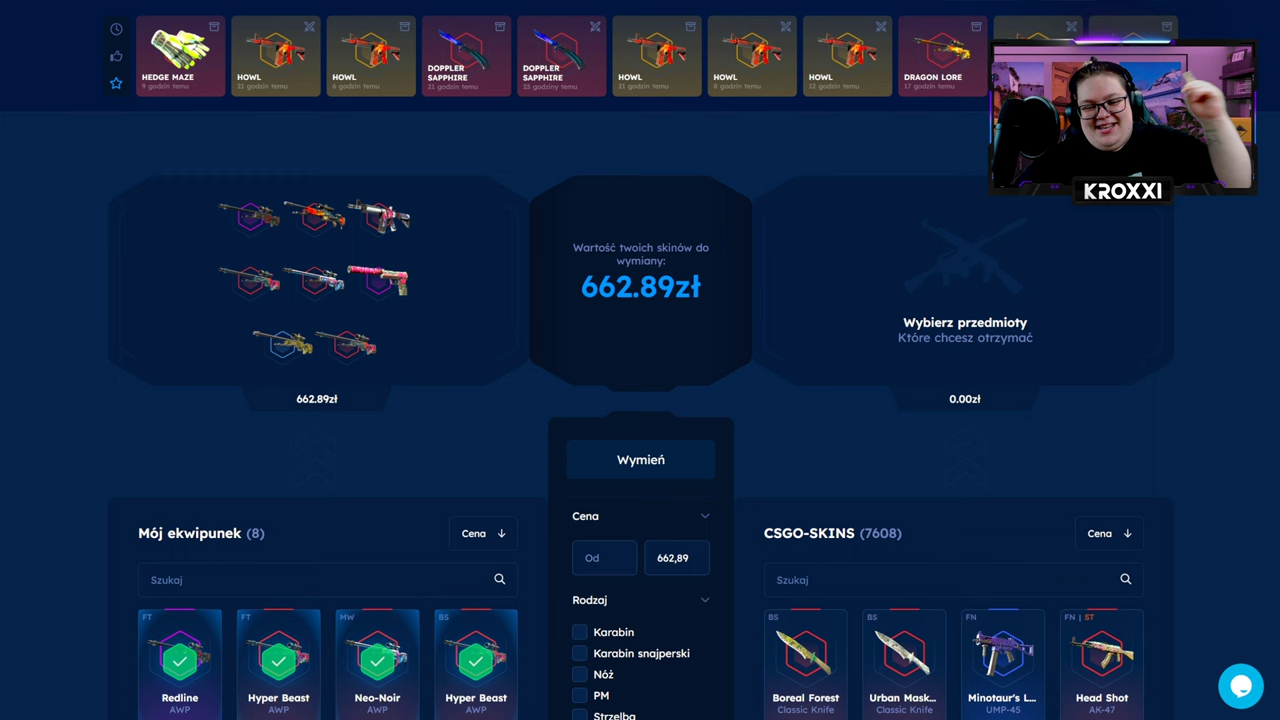 HEDGE MAZE
9 godzin temu
HOWL
21 godzin temu
HOWL
6 godzin temu
DOPPLER
SAPPHIRE
21 godzin temu
DOPPLER
SAPPHIRE
23 godziny temu
HOWL
21 godzin temu
HOWL
8 godzin temu
HOWL
12 godzin temu
DRAGON LORE
17 godzin temu
KROXXI
Wartość twoich skinów do
wymiany:
662.89zł
Wybierz przedmioty
Które chcesz otrzymać
662.89zł
0.00zł
Wymień
Mój ekwipunek (8)
Cena
Szukaj
FT
Redline
AWP
FT
Hyper Beast
AWP
MW
Neo-Noir
AWP
BS
Hyper Beast
AWP
Cena
Od
662,89
Rodzaj
Karabin
Karabin snajperski
Nóż
PM
Strzelba
CSGO-SKINS (7608)
Cena
Szukaj
BS
Boreal Forest
Classic Knife
BS
Urban Mask...
Classic Knife
FN
Minotaur's L...
UMP-45
FN | ST
Head Shot
AK-47